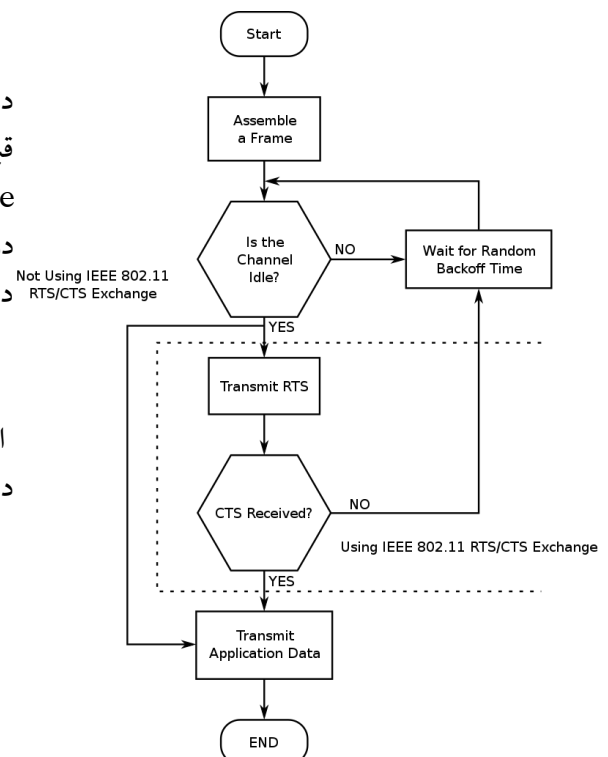 Start
Assemble
a Frame
Is the
Channel
Idle?
NO
Wait for Random
Backoff Time
Not Using IEEE 802.11
RTS/CTS Exchange
YES
Transmit RTS
CTS Received?
NO
Using IEEE 802.11 RTS/CTS Exchange
YES
Transmit
Application Data
END